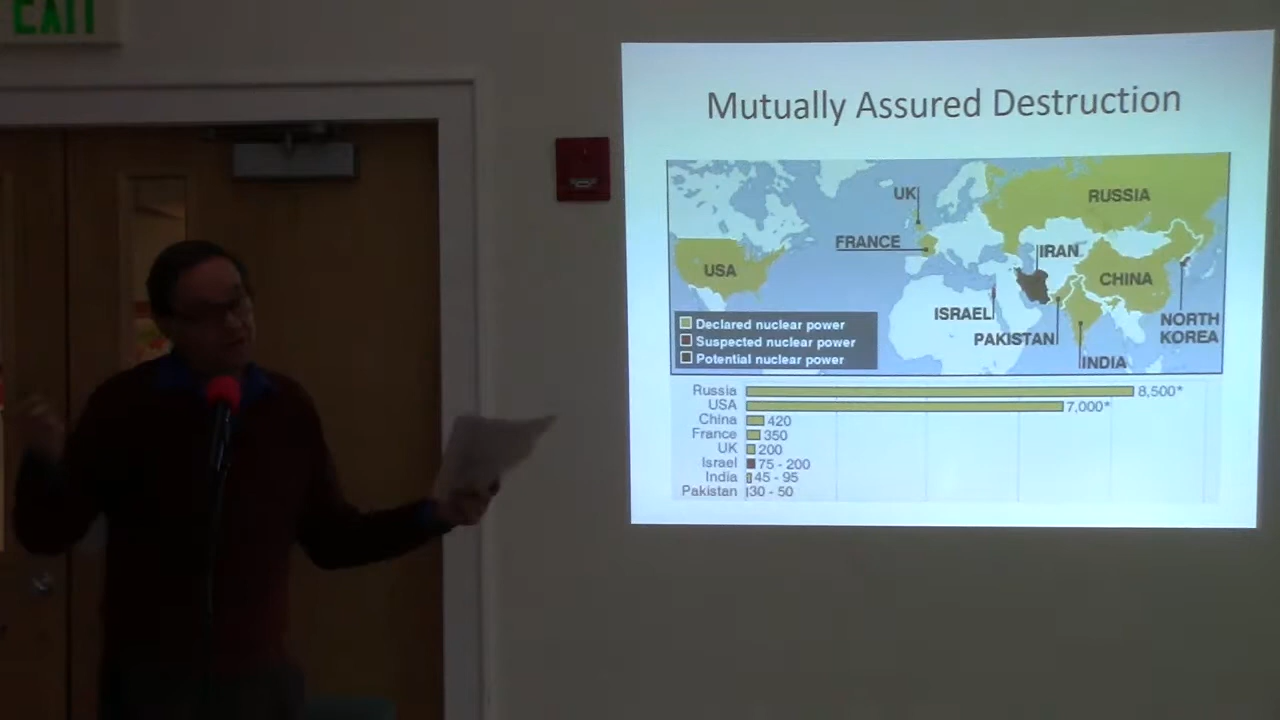 EXIT
Mutually Assured Destruction
UK
RUSSIA
FRANCE
IRAN
USA
CHINA
ISRAEL
NORTH
KOREA
PAKISTAN
INDIA
Declared nuclear power
Suspected nuclear power
Potential nuclear power
Russia 8,500*
USA 7,000*
China 420
France 350
UK 200
Israel 75 - 200
India 45 - 95
Pakistan 30 - 50